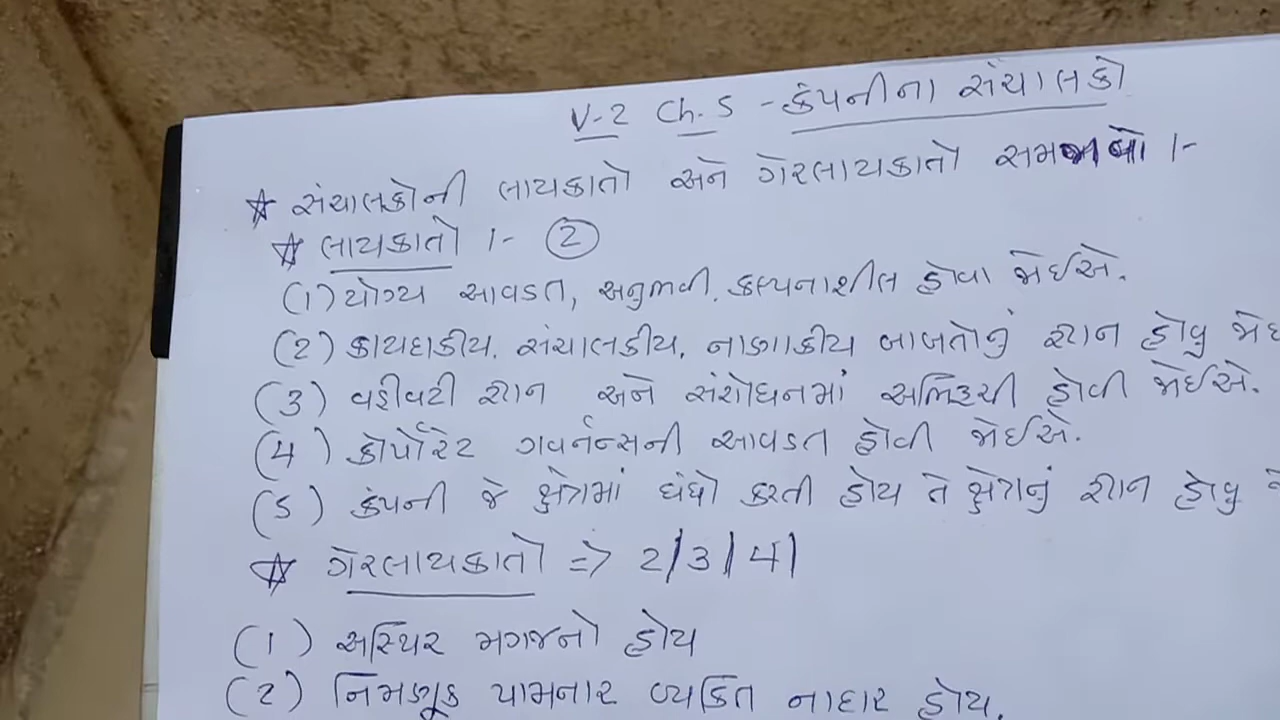 V-2 Ch. 5 - કંપનીના સંચાલકો
☆ સંચાલકોની લાયકાતો અને ગેરલાયકાતો સમજાવો :-
☆ લાયકાતો :- (2)
(1) યોગ્ય આવડત, અનુભવી, કલ્પનાશીલ હોવા જોઈએ.
(2) કાયદાકીય, સંચાલકીય, નાણાકીય બાબતોનું જ્ઞાન હોવુ
(3) વહીવટી જ્ઞાન અને સંશોધનમાં અભિરૂચી હોવી જોઈએ.
(4) કોર્પોરેટ ગવર્નન્સની આવડત હોવી જોઈએ.
(5) કંપની જે ક્ષેત્રમાં ધંધો કરતી હોય તે ક્ષેત્રનું જ્ઞાન હોવુ
☆ ગેરલાયકાતો => 2/3/4/
(1) અસ્થિર મગજનો હોય
(2) નિમણૂક પામનાર વ્યકિત નાદાર હોય.